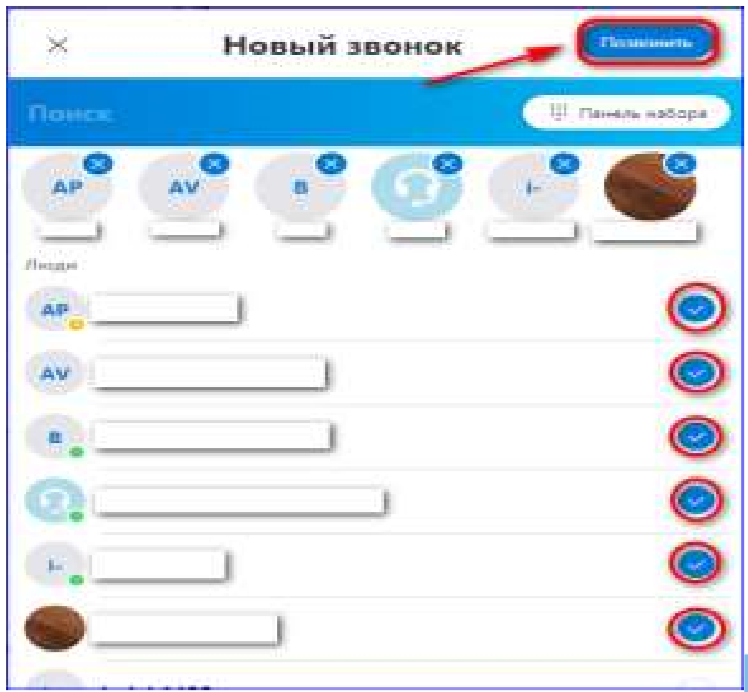 Новый звонок
Позвонить
Поиск
Панель набора
AP AV B I-
Люди
AP
AV
B
I-